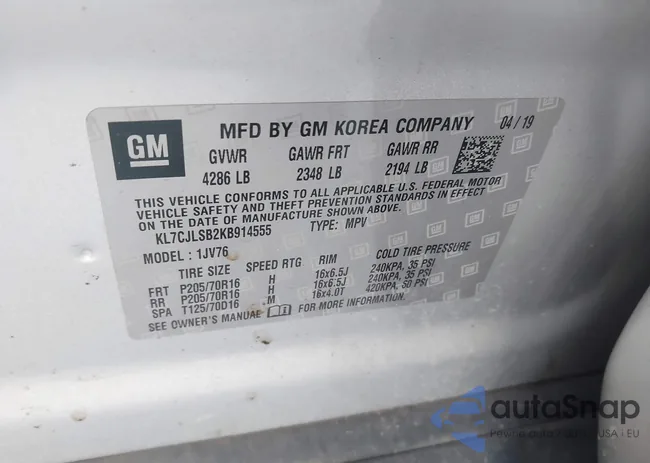 GM
MFD BY GM KOREA COMPANY 04/19
GVWR GAWR FRT GAWR RR
4286 LB 2348 LB 2194 LB
THIS VEHICLE CONFORMS TO ALL APPLICABLE U.S. FEDERAL MOTOR
VEHICLE SAFETY AND THEFT PREVENTION STANDARDS IN EFFECT
ON THE DATE OF MANUFACTURE SHOWN ABOVE.
KL7CJLSB2KB914555 TYPE: MPV
MODEL: 1JV76
TIRE SIZE SPEED RTG RIM COLD TIRE PRESSURE
FRT P205/70R16 H 16x6.5J 240KPA, 35 PSI
RR P205/70R16 H 16x6.5J 240KPA, 35 PSI
SPA T125/70D16 M 16x4.0T 420KPA, 60 PSI
SEE OWNER'S MANUAL FOR MORE INFORMATION.
autaSnap
USA i EU